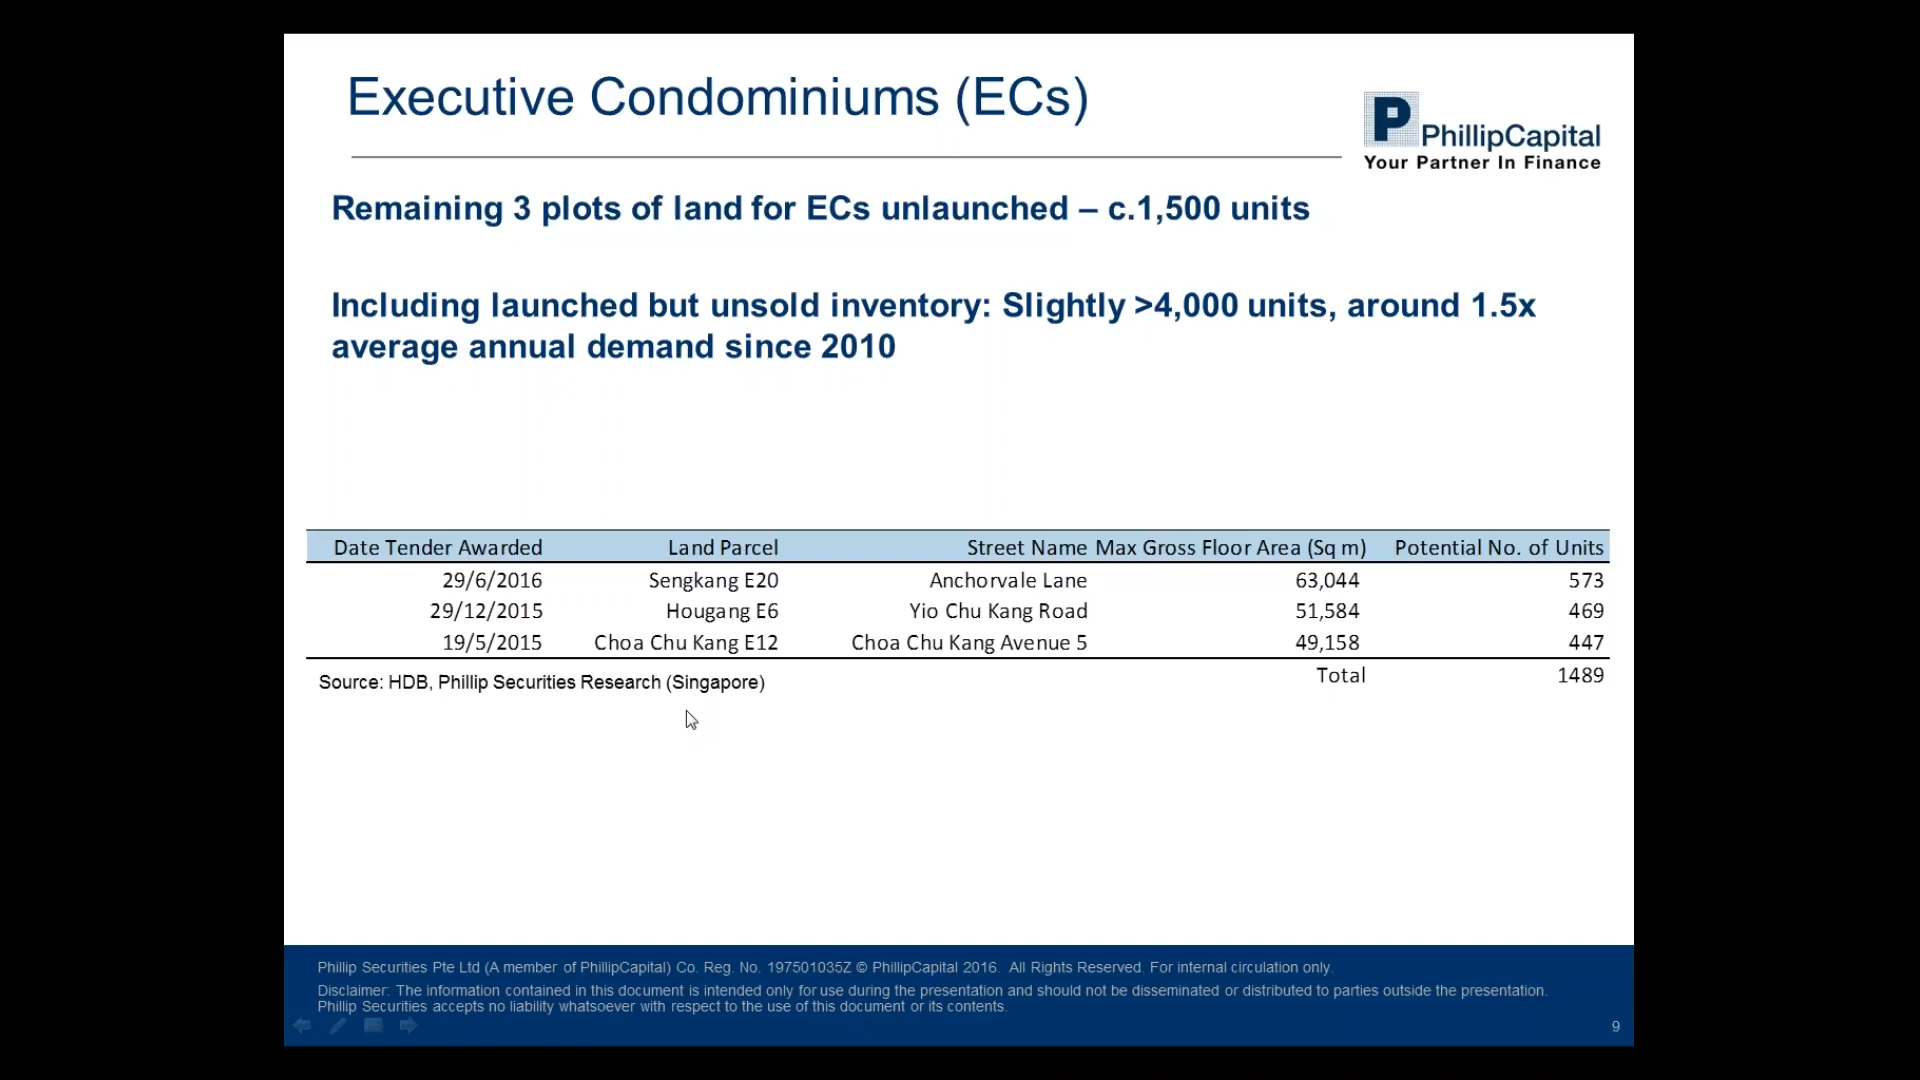 Executive Condominiums (ECs)
P PhillipCapital
Your Partner In Finance
Remaining 3 plots of land for ECs unlaunched – c.1,500 units
Including launched but unsold inventory: Slightly >4,000 units, around 1.5x
average annual demand since 2010
Date Tender Awarded Land Parcel Street Name Max Gross Floor Area (Sq m) Potential No. of Units
29/6/2016 Sengkang E20 Anchorvale Lane 63,044 573
29/12/2015 Hougang E6 Yio Chu Kang Road 51,584 469
19/5/2015 Choa Chu Kang E12 Choa Chu Kang Avenue 5 49,158 447
Total 1489
Source: HDB, Phillip Securities Research (Singapore)
Phillip Securities Pte Ltd (A member of PhillipCapital) Co. Reg. No. 197501035Z © PhillipCapital 2016. All Rights Reserved. For internal circulation only.
Disclaimer: The information contained in this document is intended only for use during the presentation and should not be disseminated or distributed to parties outside the presentation.
Phillip Securities accepts no liability whatsoever with respect to the use of this document or its contents.
9